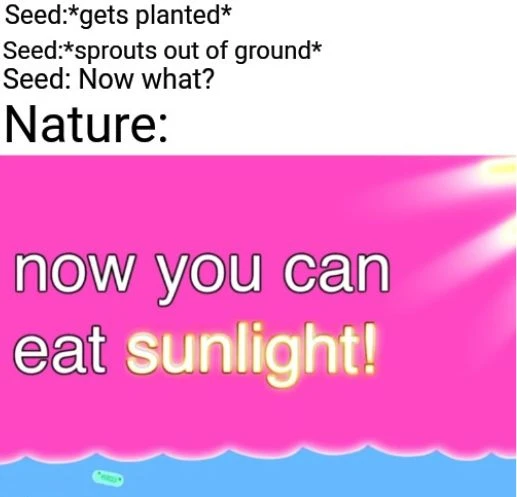 Seed:*gets planted*
Seed:*sprouts out of ground*
Seed: Now what?
Nature:
now you can
eat sunlight!